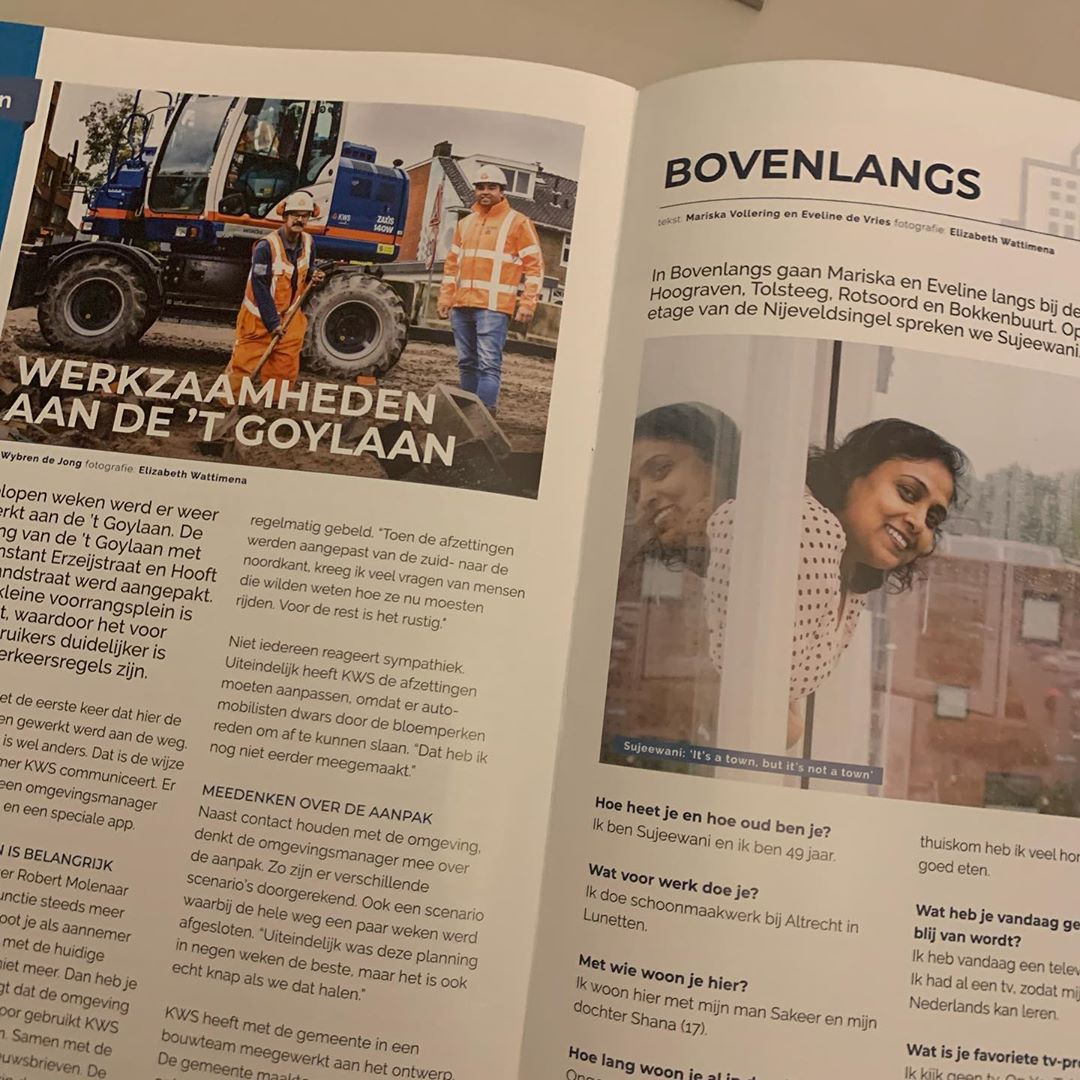 n
KWS
ZAXIS
140W
WERKZAAMHEDEN
AAN DE 'T GOYLAAN
Wybren de Jong fotografie: Elizabeth Wattimena
lopen weken werd er weer
erkt aan de 't Goylaan. De
ng van de 't Goylaan met
nstant Erzeijstraat en Hooft
andstraat werd aangepakt.
kleine voorrangsplein is
t, waardoor het voor
ruikers duidelijker is
erkeersregels zijn.
et de eerste keer dat hier de
en gewerkt werd aan de weg.
is wel anders. Dat is de wijze
mer KWS communiceert. Er
een omgevingsmanager
en een speciale app.
N IS BELANGRIJK
er Robert Molenaar
unctie steeds meer
oot je als aannemer
met de huidige
niet meer. Dan heb je
gt dat de omgeving
oor gebruikt KWS
n. Samen met de
euwsbrieven. De
regelmatig gebeld. "Toen de afzettingen
werden aangepast van de zuid- naar de
noordkant, kreeg ik veel vragen van mensen
die wilden weten hoe ze nu moesten
rijden. Voor de rest is het rustig."
Niet iedereen reageert sympathiek.
Uiteindelijk heeft KWS de afzettingen
moeten aanpassen, omdat er auto-
mobilisten dwars door de bloemperken
reden om af te kunnen slaan. "Dat heb ik
nog niet eerder meegemaakt."
MEEDENKEN OVER DE AANPAK
Naast contact houden met de omgeving,
denkt de omgevingsmanager mee over
de aanpak. Zo zijn er verschillende
scenario's doorgerekend. Ook een scenario
waarbij de hele weg een paar weken werd
afgesloten. "Uiteindelijk was deze planning
in negen weken de beste, maar het is ook
echt knap als we dat halen."
KWS heeft met de gemeente in een
bouwteam meegewerkt aan het ontwerp.
De gemeente maakte
BOVENLANGS
tekst: Mariska Vollering en Eveline de Vries fotografie: Elizabeth Wattimena
In Bovenlangs gaan Mariska en Eveline langs bij de
Hoograven, Tolsteeg, Rotsoord en Bokkenbuurt. Op
etage van de Nijeveldsingel spreken we Sujeewani.
Sujeewani: 'It's a town, but it's not a town'
Hoe heet je en hoe oud ben je?
Ik ben Sujeewani en ik ben 49 jaar.
Wat voor werk doe je?
Ik doe schoonmaakwerk bij Altrecht in
Lunetten.
Met wie woon je hier?
Ik woon hier met mijn man Sakeer en mijn
dochter Shana (17).
Hoe lang woon je al in
thuiskom heb ik veel hon
goed eten.
Wat heb je vandaag ge
blij van wordt?
Ik heb vandaag een telev
Ik had al een tv, zodat mij
Nederlands kan leren.
Wat is je favoriete tv-pr
Ik kijk geen tv. Op